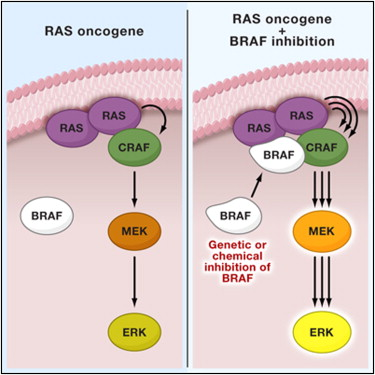 RAS oncogene
RAS
RAS
CRAF
BRAF
MEK
ERK
RAS oncogene
+
BRAF inhibition
RAS
RAS
BRAF
CRAF
BRAF
Genetic or
chemical
inhibition of
BRAF
MEK
ERK